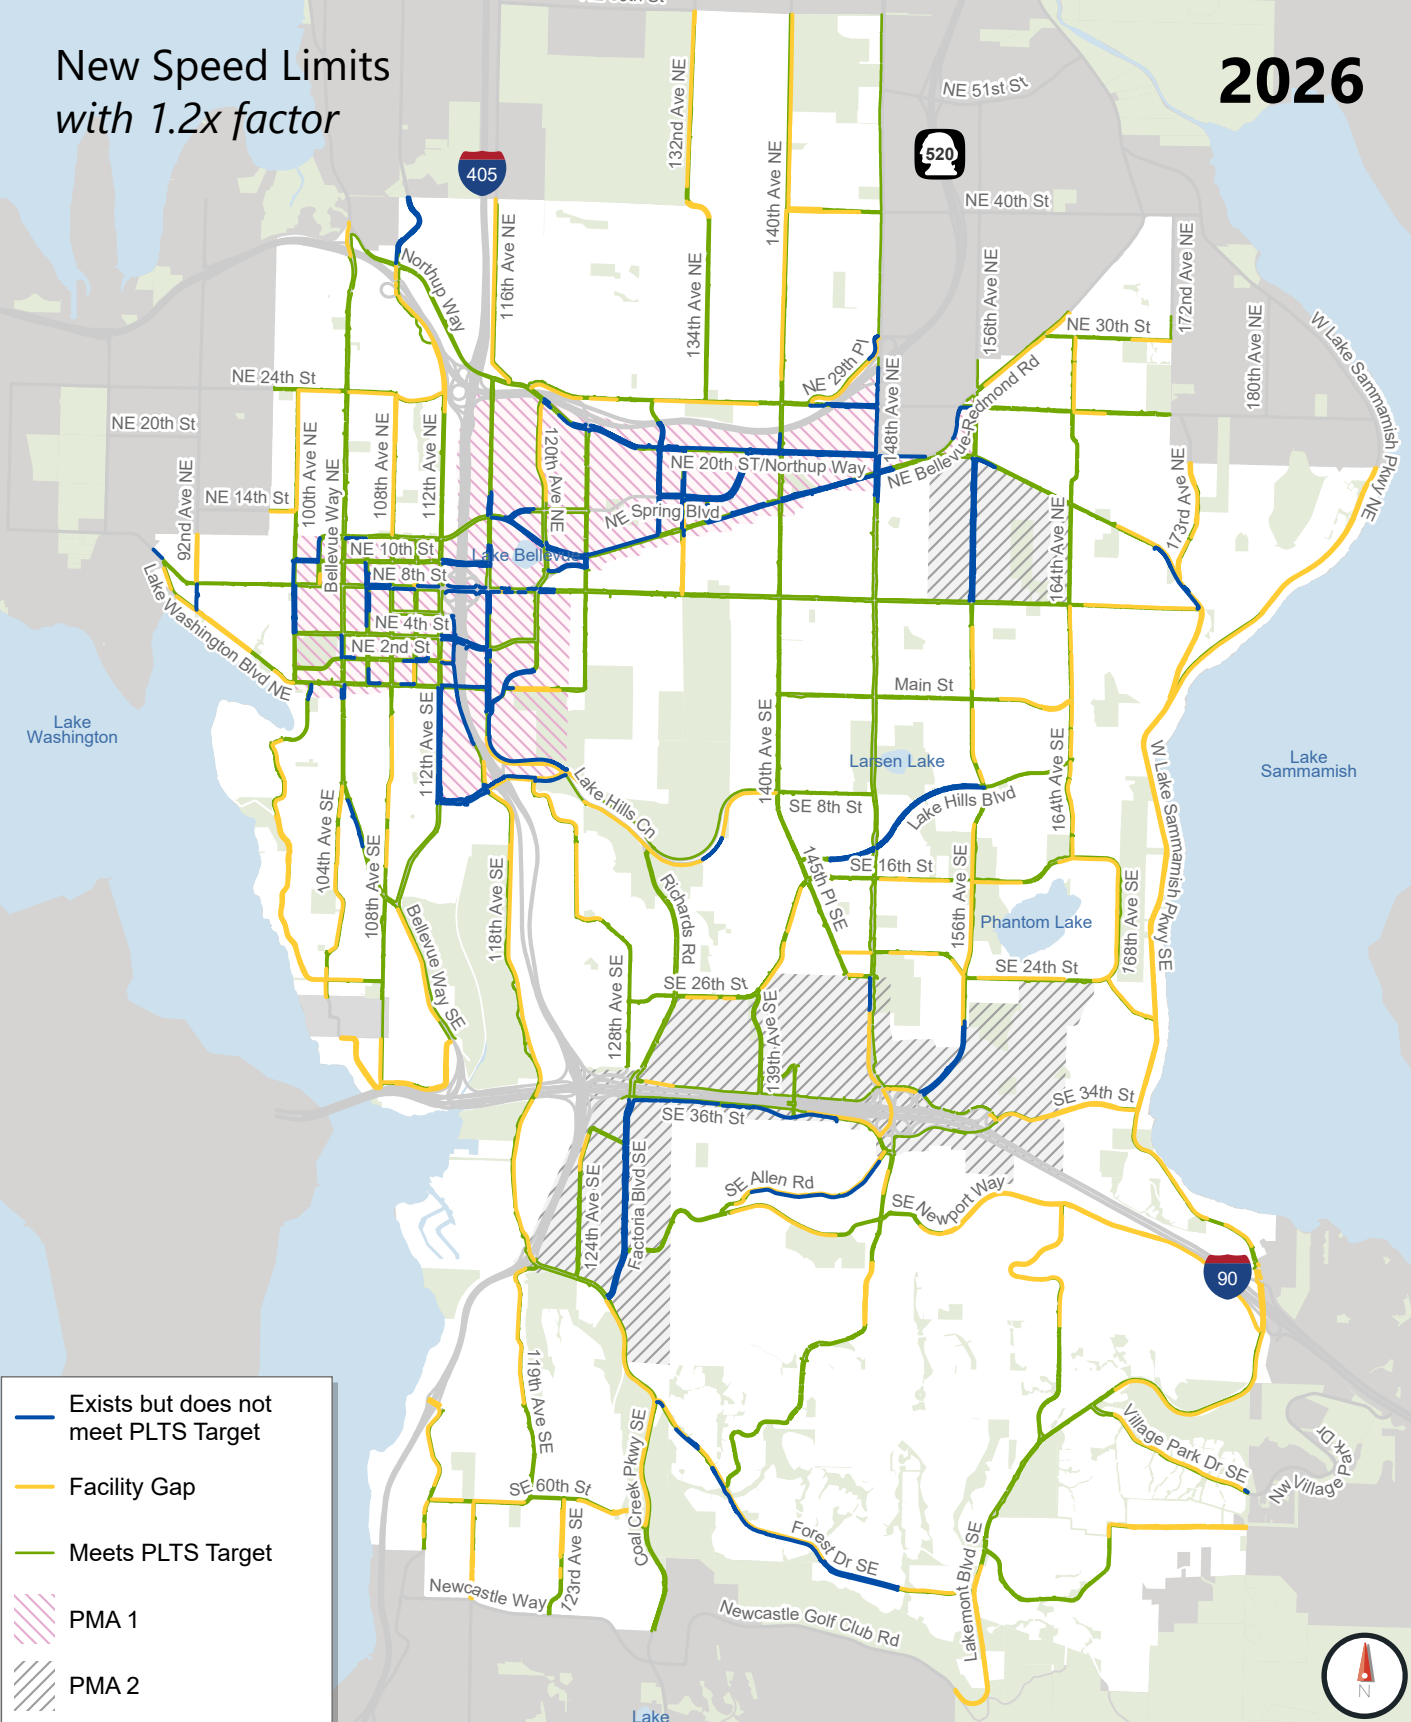 New Speed Limits
with 1.2x factor
2026
132nd Ave NE
NE 51st St
520
405
140th Ave NE
NE 40th St
116th Ave NE
Northup Way
134th Ave NE
156th Ave NE
172nd Ave NE
NE 30th St
180th Ave NE
W Lake Sammamish Pkwy NE
NE 29th Pl
148th Ave NE
NE Bellevue-Redmond Rd
NE 24th St
NE 20th St
100th Ave NE
Bellevue Way NE
108th Ave NE
112th Ave NE
120th Ave NE
NE 20th ST/Northup Way
92nd Ave NE
NE 14th St
NE Spring Blvd
164th Ave NE
173rd Ave NE
NE 10th St
Lake Bellevue
NE 8th St
Lake Washington Blvd NE
NE 4th St
NE 2nd St
Main St
Lake
Washington
112th Ave SE
140th Ave SE
Larsen Lake
164th Ave SE
W Lake Sammamish Pkwy SE
Lake
Sammamish
Lake Hills Cn
104th Ave SE
SE 8th St
Lake Hills Blvd
108th Ave SE
118th Ave SE
Richards Rd
145th Pl SE
SE 16th St
156th Ave SE
168th Ave SE
Phantom Lake
Bellevue Way SE
SE 24th St
128th Ave SE
SE 26th St
139th Ave SE
SE 34th St
SE 36th St
124th Ave SE
Factoria Blvd SE
SE Allen Rd
SE Newport Way
90
119th Ave SE
Coal Creek Pkwy SE
Village Park Dr SE
Nw Village Park Dr
SE 60th St
123rd Ave SE
Forest Dr SE
Lakemont Blvd SE
Newcastle Way
Newcastle Golf Club Rd
Lake
Exists but does not
meet PLTS Target
Facility Gap
Meets PLTS Target
PMA 1
PMA 2
N